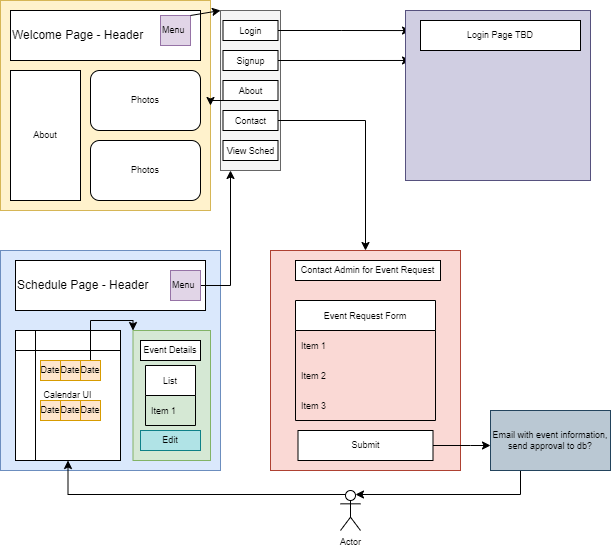 Welcome Page - Header
Menu
About
Photos
Photos
Login
Signup
About
Contact
View Sched
Login Page TBD
Schedule Page - Header
Menu
Date Date Date
Calendar UI
Date Date Date
Event Details
List
Item 1
Edit
Contact Admin for Event Request
Event Request Form
Item 1
Item 2
Item 3
Submit
Email with event information,
send approval to db?
Actor